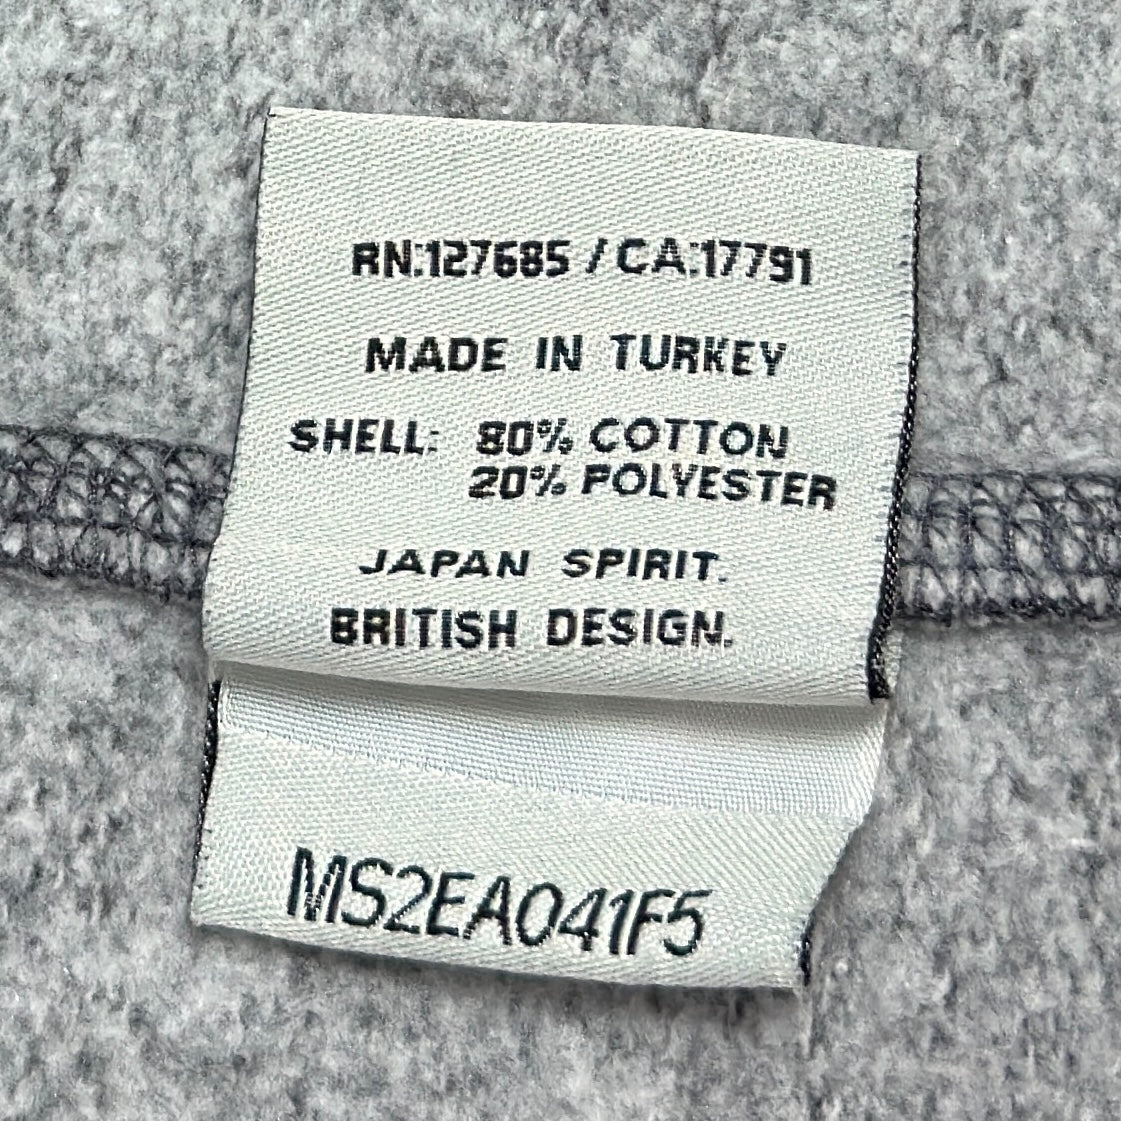 RN:127685 / CA:17791
MADE IN TURKEY
SHELL: 80% COTTON
20% POLYESTER
JAPAN SPIRIT.
BRITISH DESIGN.
MS2EA041F5